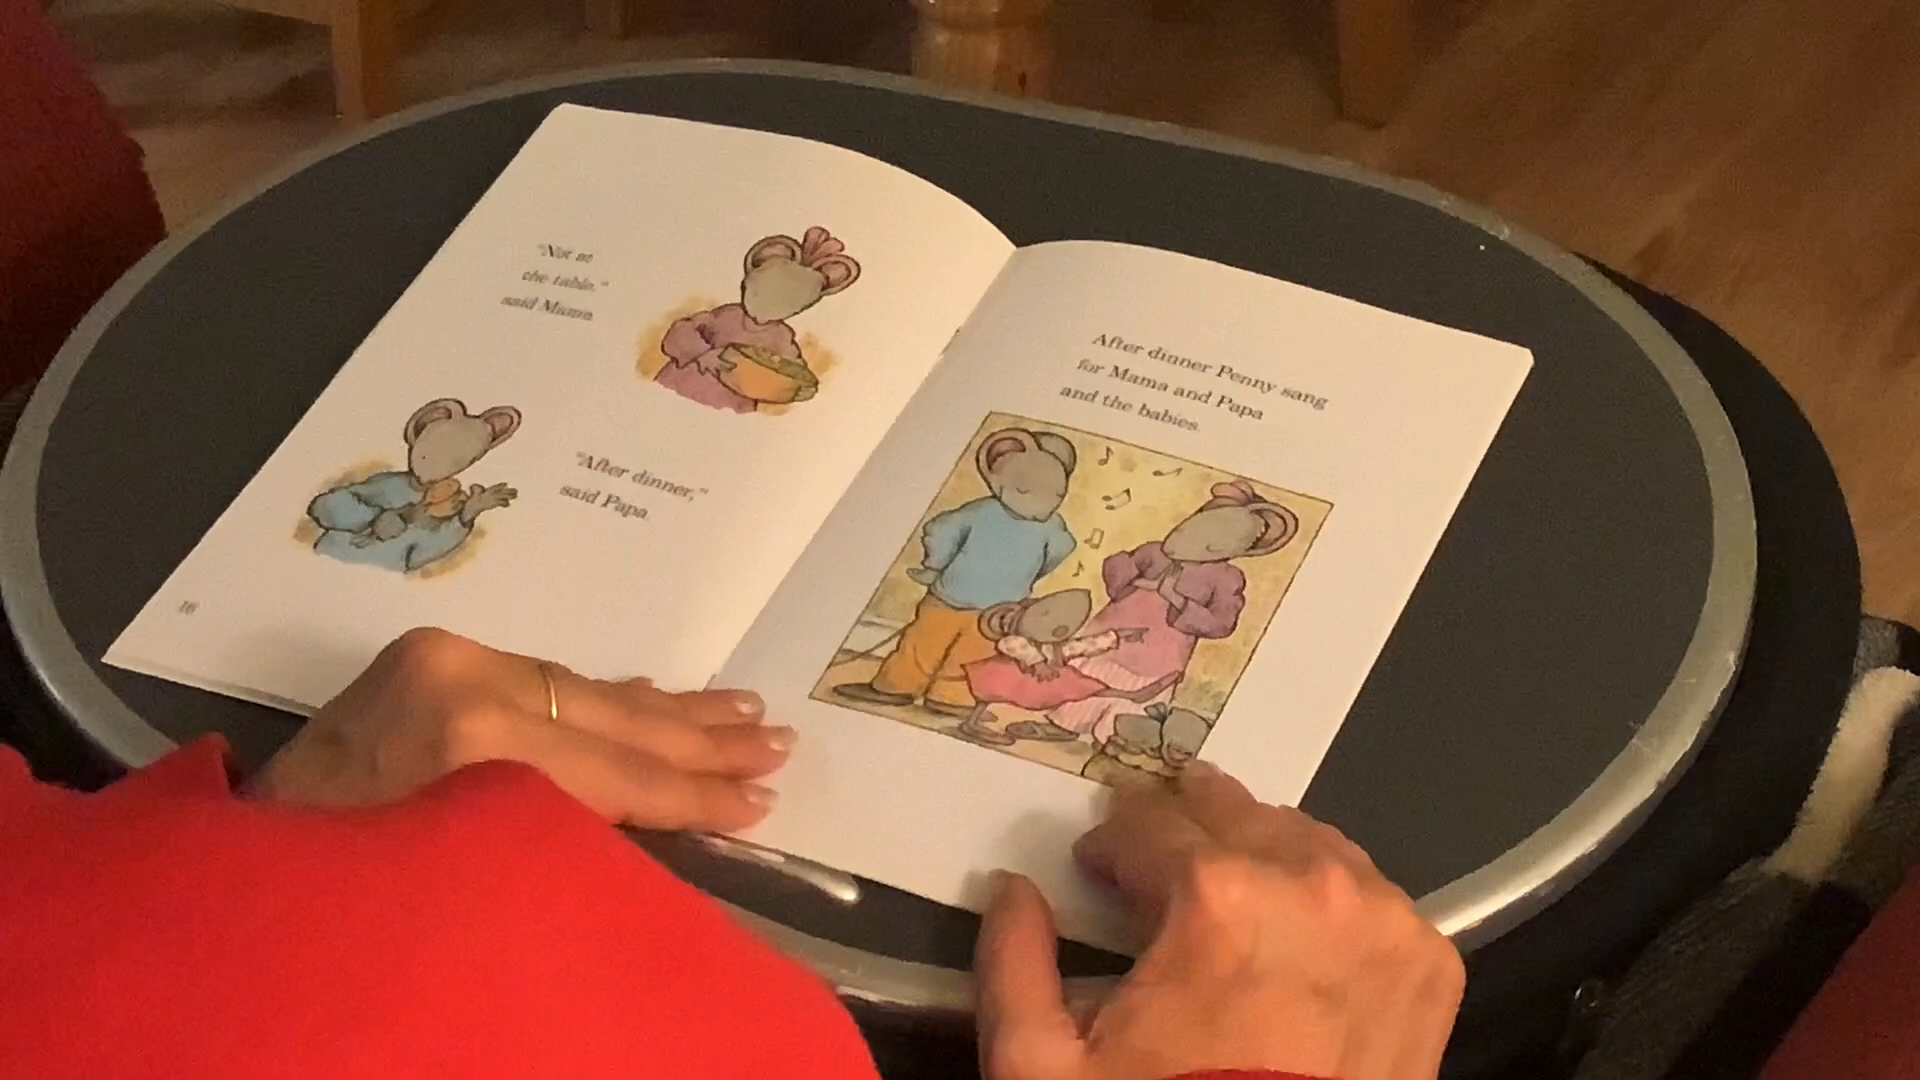 "Not at
the table,"
said Mama.
"After dinner,"
said Papa.
16
After dinner Penny sang
for Mama and Papa
and the babies.